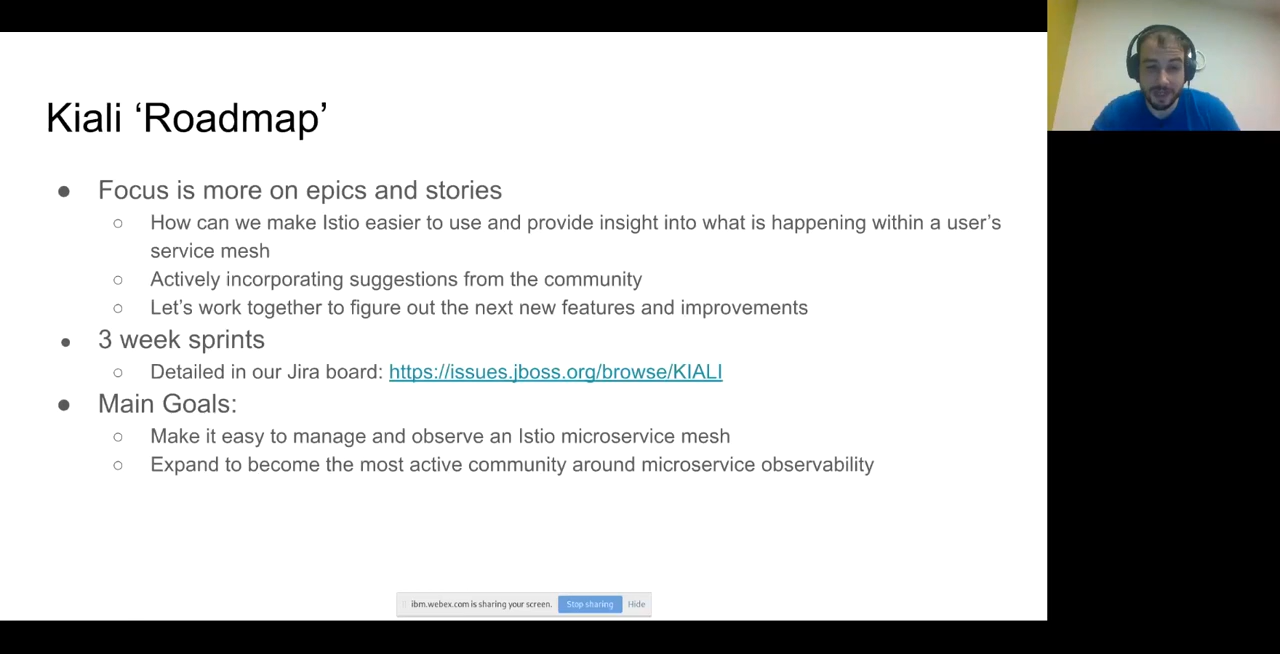 Kiali ‘Roadmap’
● Focus is more on epics and stories
○ How can we make Istio easier to use and provide insight into what is happening within a user’s
service mesh
○ Actively incorporating suggestions from the community
○ Let’s work together to figure out the next new features and improvements
● 3 week sprints
○ Detailed in our Jira board: https://issues.jboss.org/browse/KIALI
● Main Goals:
○ Make it easy to manage and observe an Istio microservice mesh
○ Expand to become the most active community around microservice observability
ibm.webex.com is sharing your screen. Stop sharing Hide